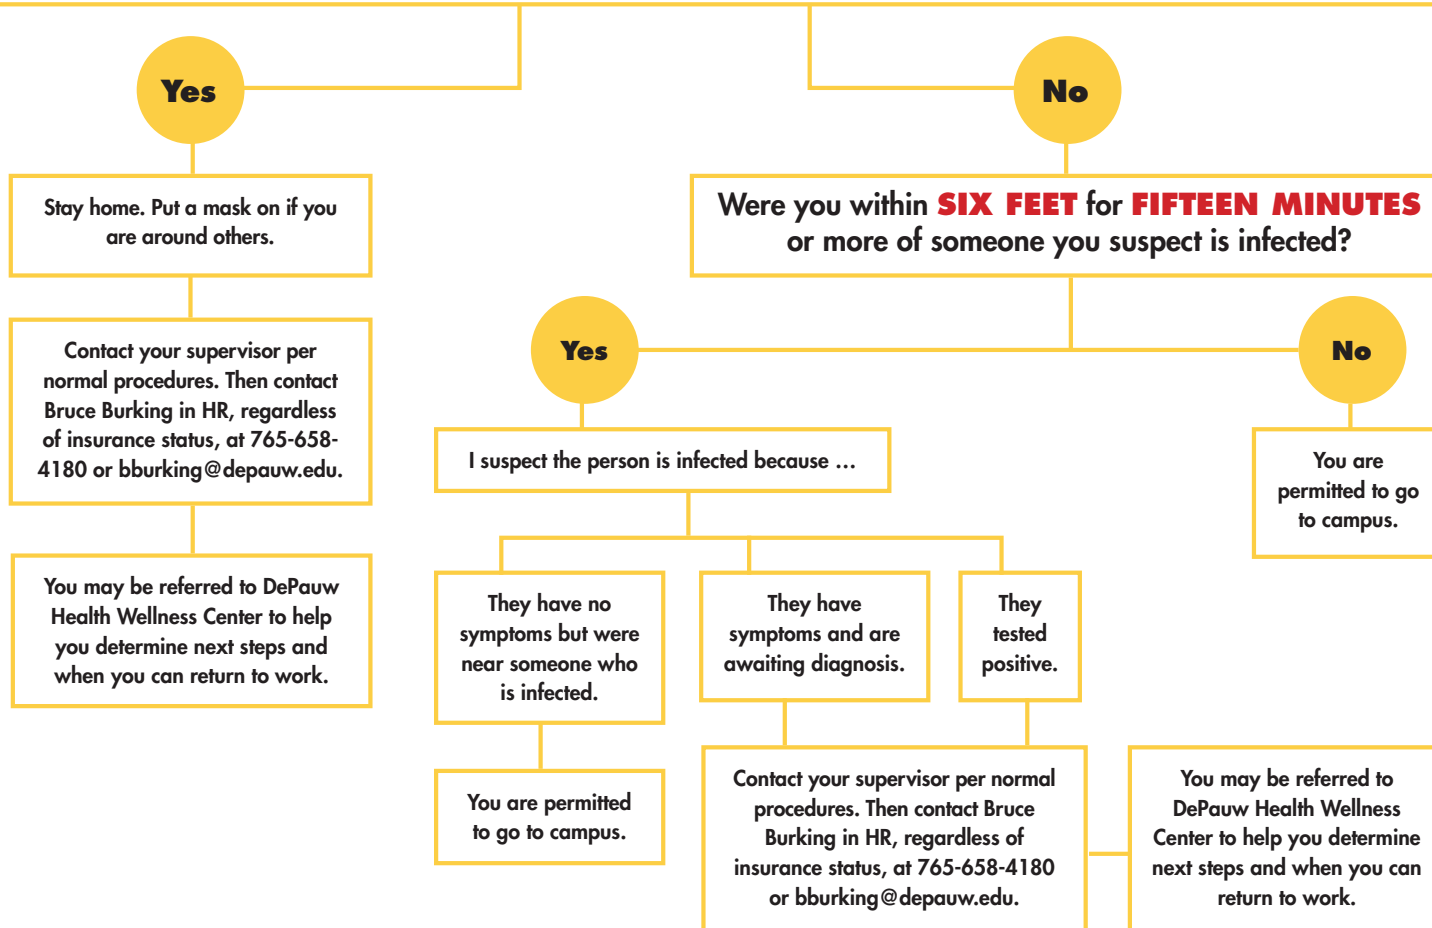 Yes
No
Stay home. Put a mask on if you
are around others.
Were you within SIX FEET for FIFTEEN MINUTES
or more of someone you suspect is infected?
Contact your supervisor per
normal procedures. Then contact
Bruce Burking in HR, regardless
of insurance status, at 765-658-
4180 or bburking@depauw.edu.
Yes
No
You may be referred to DePauw
Health Wellness Center to help
you determine next steps and
when you can return to work.
I suspect the person is infected because …
You are
permitted to go
to campus.
They have no
symptoms but were
near someone who
is infected.
They have
symptoms and are
awaiting diagnosis.
They
tested
positive.
You are permitted
to go to campus.
Contact your supervisor per normal
procedures. Then contact Bruce
Burking in HR, regardless of
insurance status, at 765-658-4180
or bburking@depauw.edu.
You may be referred to
DePauw Health Wellness
Center to help you determine
next steps and when you can
return to work.